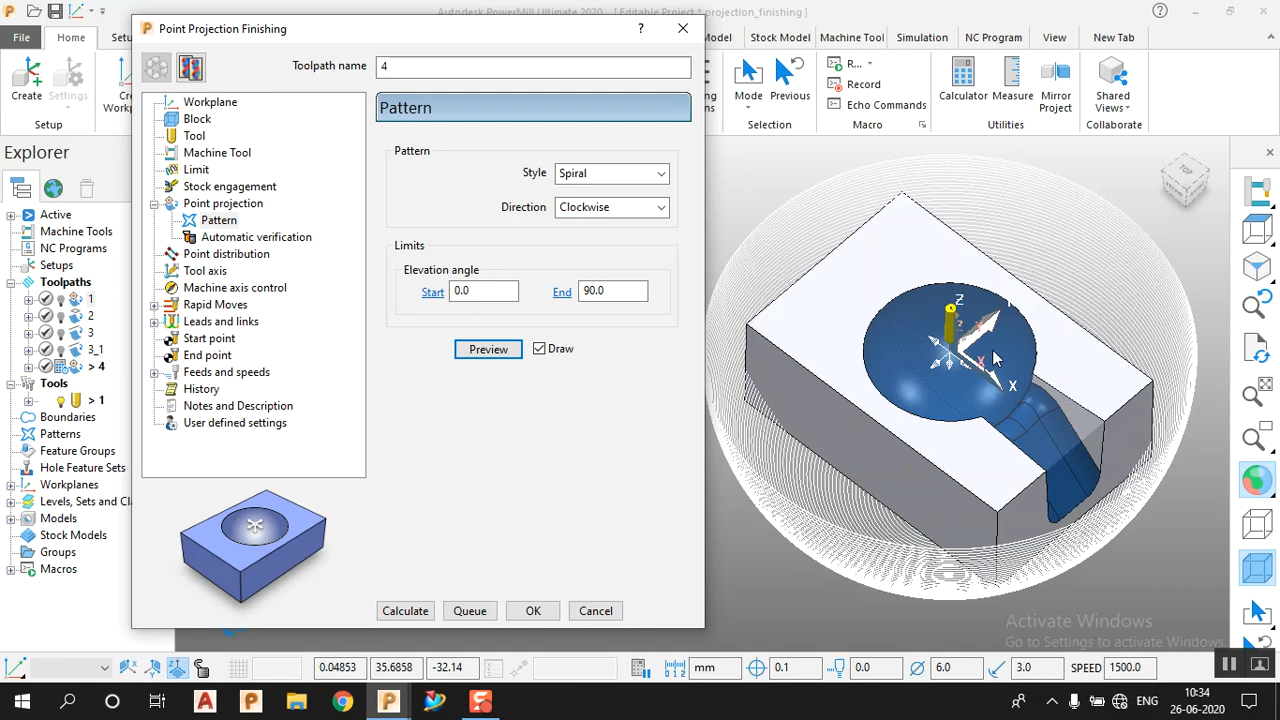 Autodesk PowerMill Ultimate 2020 - [Editable Project * projection_finishing]
Point Projection Finishing
File
Home
Setu
Model
Stock Model
Machine Tool
Simulation
NC Program
View
New Tab
Create
Settings
Create
Workp
Setup
ngs
ons
Mode
Previous
Selection
R...
Record
Echo Commands
Macro
Calculator
Measure
Mirror
Project
Utilities
Shared
Views
Collaborate
Explorer
Active
Machine Tools
NC Programs
Setups
Toolpaths
1
2
3
3_1
> 4
Tools
> 1
Boundaries
Patterns
Feature Groups
Hole Feature Sets
Workplanes
Levels, Sets and Cla
Models
Stock Models
Groups
Macros
Toolpath name 4
Workplane
Block
Tool
Machine Tool
Limit
Stock engagement
Point projection
Pattern
Automatic verification
Point distribution
Tool axis
Machine axis control
Rapid Moves
Leads and links
Start point
End point
Feeds and speeds
History
Notes and Description
User defined settings
Pattern
Pattern
Style Spiral
Direction Clockwise
Limits
Elevation angle
Start 0.0 End 90.0
Preview Draw
Calculate Queue OK Cancel
TOP
Z
X
X
Activate Windows
Go to Settings to activate Windows.
0.04853 35.6858 -32.14 mm 0.1 0.0 6.0 3.0 SPEED 1500.0
ENG
10:34
26-06-2020